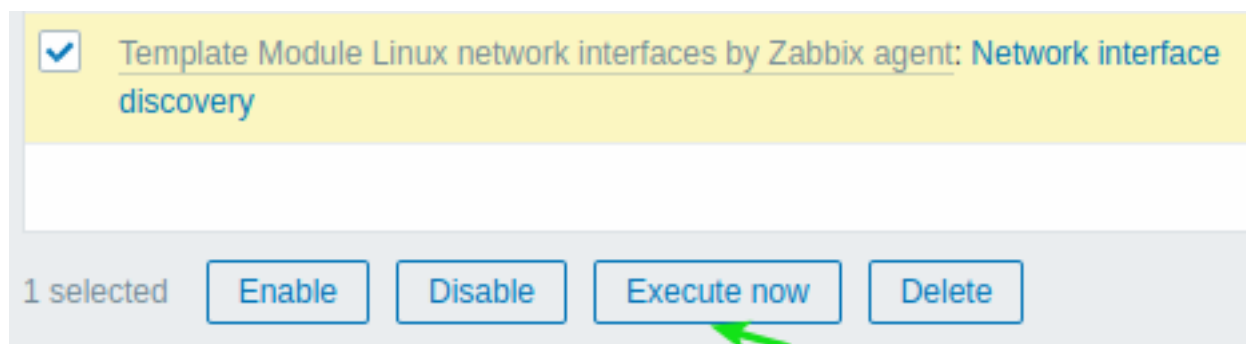 Template Module Linux network interfaces by Zabbix agent: Network interface
discovery
1 selected Enable Disable Execute now Delete